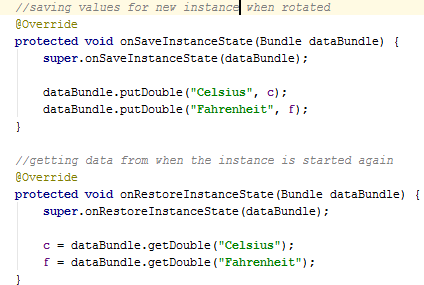 //saving values for new instance when rotated
@Override
protected void onSaveInstanceState(Bundle dataBundle) {
super.onSaveInstanceState(dataBundle);
dataBundle.putDouble("Celsius", c);
dataBundle.putDouble("Fahrenheit", f);
}
//getting data from when the instance is started again
@Override
protected void onRestoreInstanceState(Bundle dataBundle) {
super.onRestoreInstanceState(dataBundle);
c = dataBundle.getDouble("Celsius");
f = dataBundle.getDouble("Fahrenheit");
}